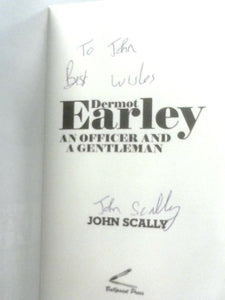 To John
Best Wishes
Dermot
Earley
AN OFFICER AND
A GENTLEMAN
John Scally
JOHN SCALLY
Ballpoint Press